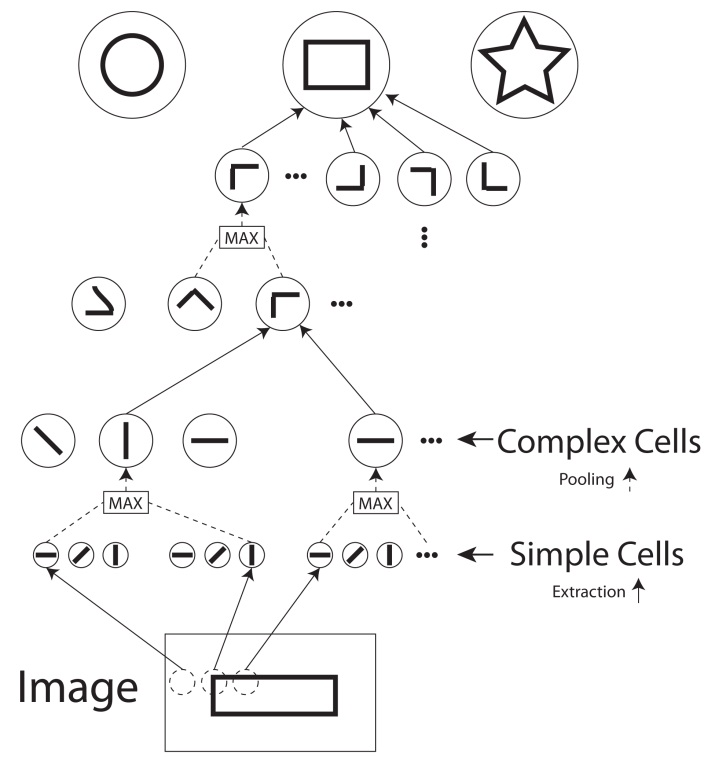 MAX
Complex Cells
Pooling
MAX
MAX
Simple Cells
Extraction
Image